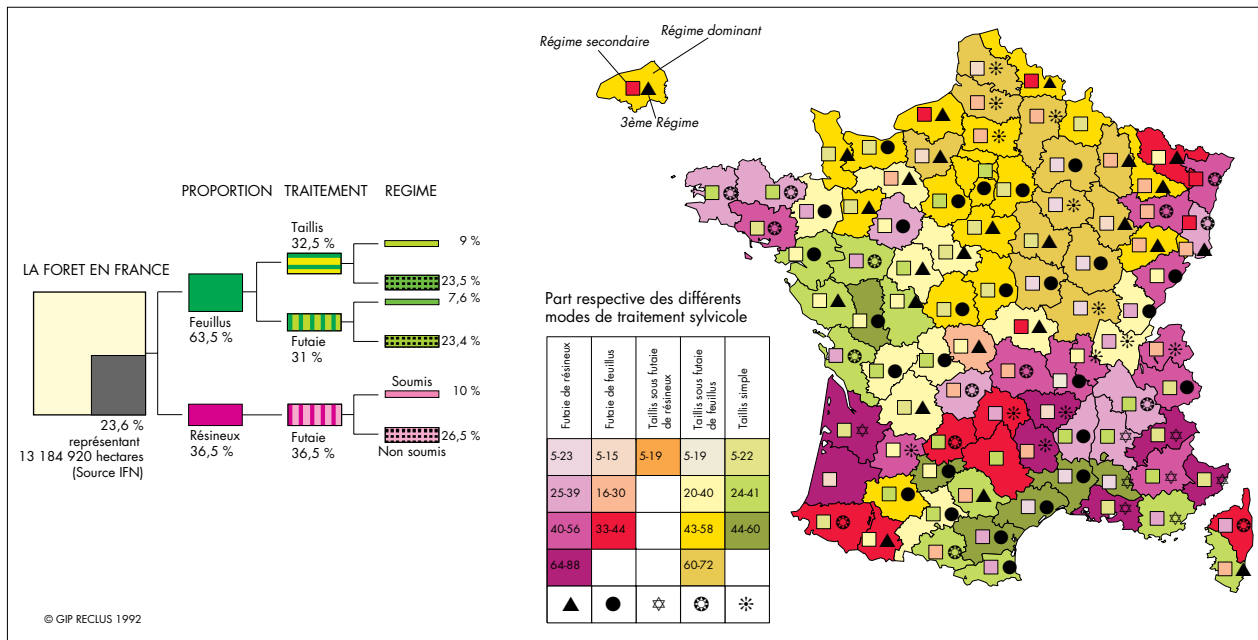 Régime secondaire
Régime dominant
3ème Régime
PROPORTION TRAITEMENT REGIME
LA FORET EN FRANCE
23,6 %
représentant
13 184 920 hectares
(Source IFN)
Feuillus
63,5 %
Résineux
36,5 %
Taillis
32,5 %
Futaie
31 %
Futaie
36,5 %
9 %
23,5 %
7,6 %
23,4 %
Soumis
10 %
26,5 %
Non soumis
Part respective des différents
modes de traitement sylvicole
Futaie de résineux
Futaie de feuillus
Taillis sous futaie
de résineux
Taillis sous futaie
de feuillus
Taillis simple
5-23 5-15 5-19 5-19 5-22
25-39 16-30 20-40 24-41
40-56 33-44 43-58 44-60
64-88 60-72
© GIP RECLUS 1992